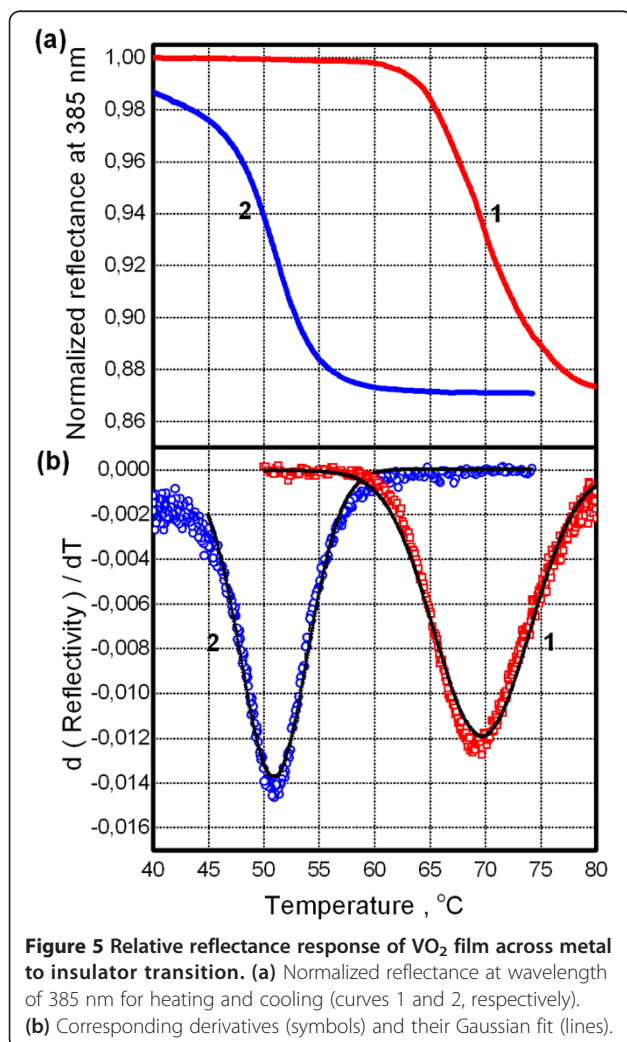 (a)
1,00
0,98
0,96
0,94
0,92
0,90
0,88
0,86
Normalized reflectance at 385 nm
2
1
(b)
0,000
-0,002
-0,004
-0,006
-0,008
-0,010
-0,012
-0,014
-0,016
d ( Reflectivity ) / dT
2
1
40 45 50 55 60 65 70 75 80
Temperature , °C
Figure 5 Relative reflectance response of VO₂ film across metal
to insulator transition. (a) Normalized reflectance at wavelength
of 385 nm for heating and cooling (curves 1 and 2, respectively).
(b) Corresponding derivatives (symbols) and their Gaussian fit (lines).